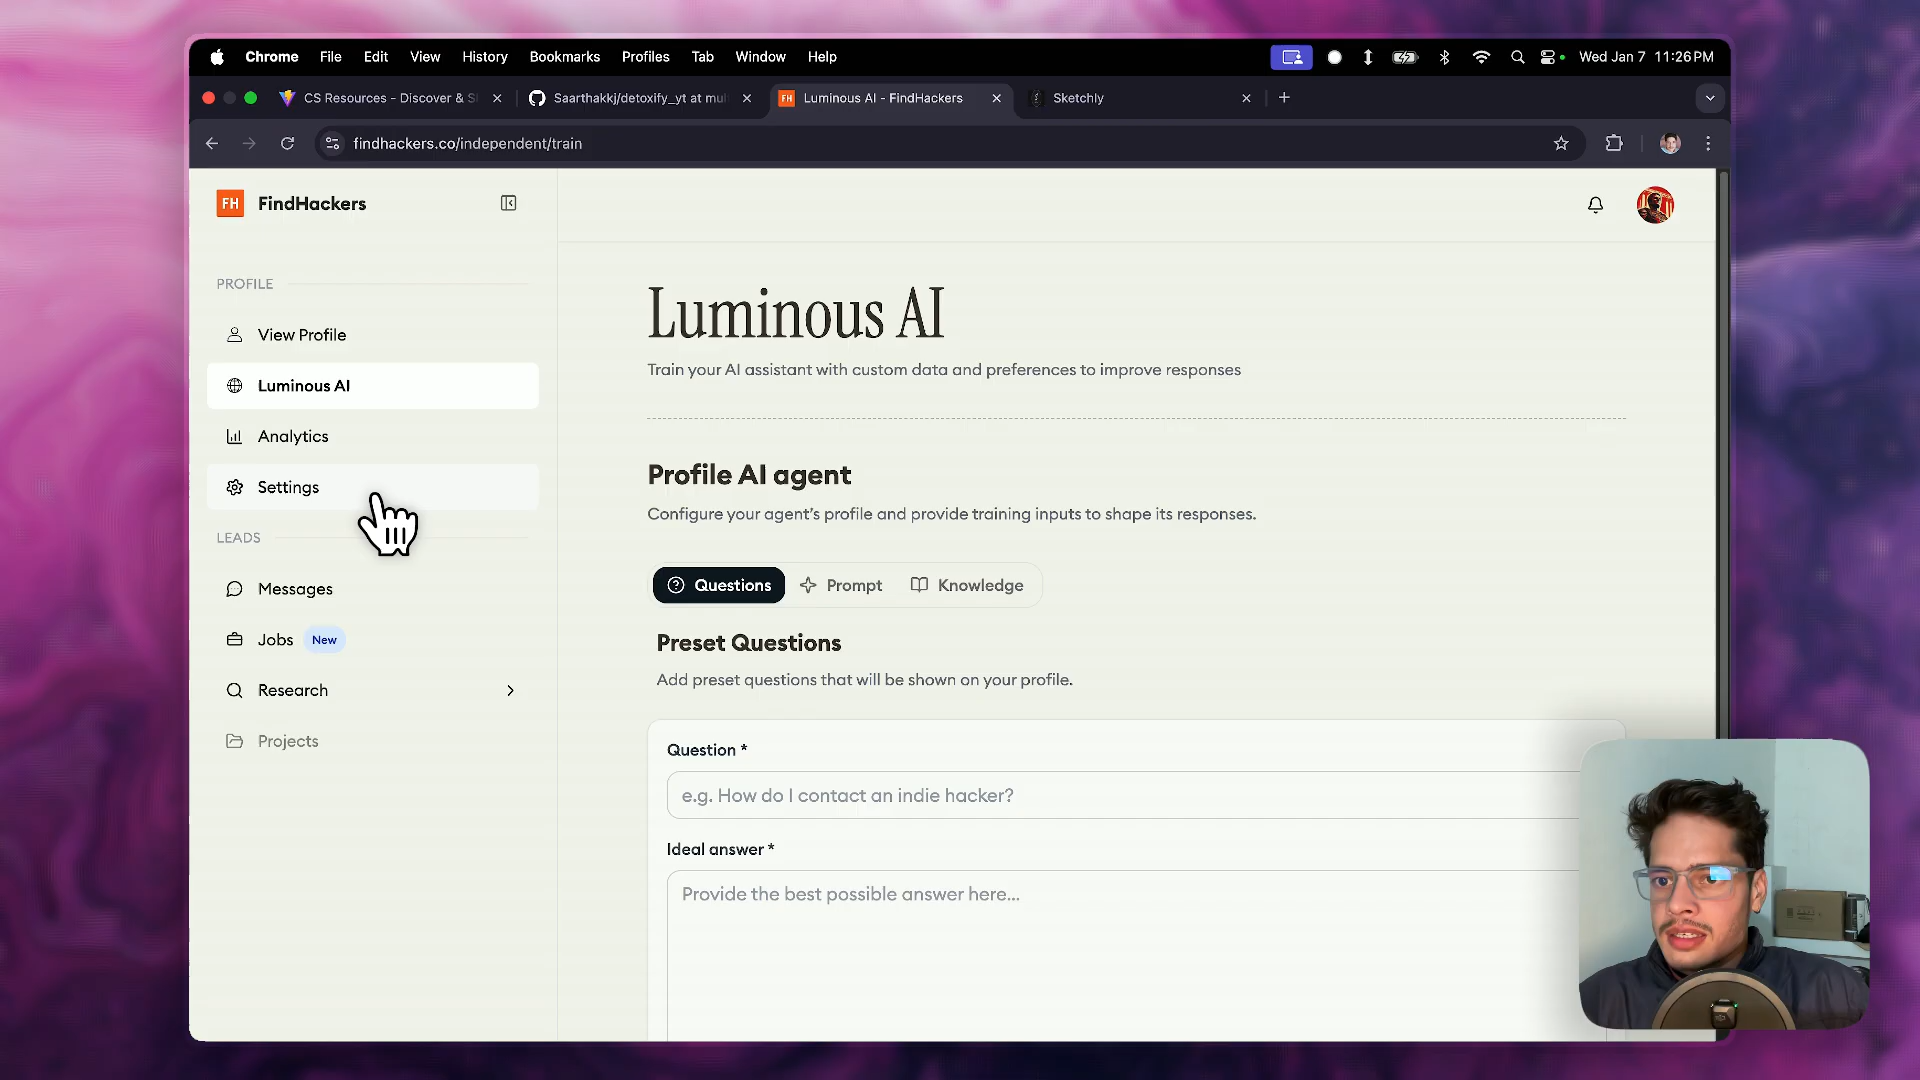 Chrome File Edit View History Bookmarks Profiles Tab Window Help Wed Jan 7 11:26 PM
CS Resources - Discover & S Saarthakkj/detoxify_yt at mul Luminous AI - FindHackers Sketchly
findhackers.co/independent/train
FH FindHackers
PROFILE
View Profile
Luminous AI
Analytics
Settings
LEADS
Messages
Jobs New
Research
Projects
Luminous AI
Train your AI assistant with custom data and preferences to improve responses
Profile AI agent
Configure your agent's profile and provide training inputs to shape its responses.
Questions Prompt Knowledge
Preset Questions
Add preset questions that will be shown on your profile.
Question *
e.g. How do I contact an indie hacker?
Ideal answer *
Provide the best possible answer here...